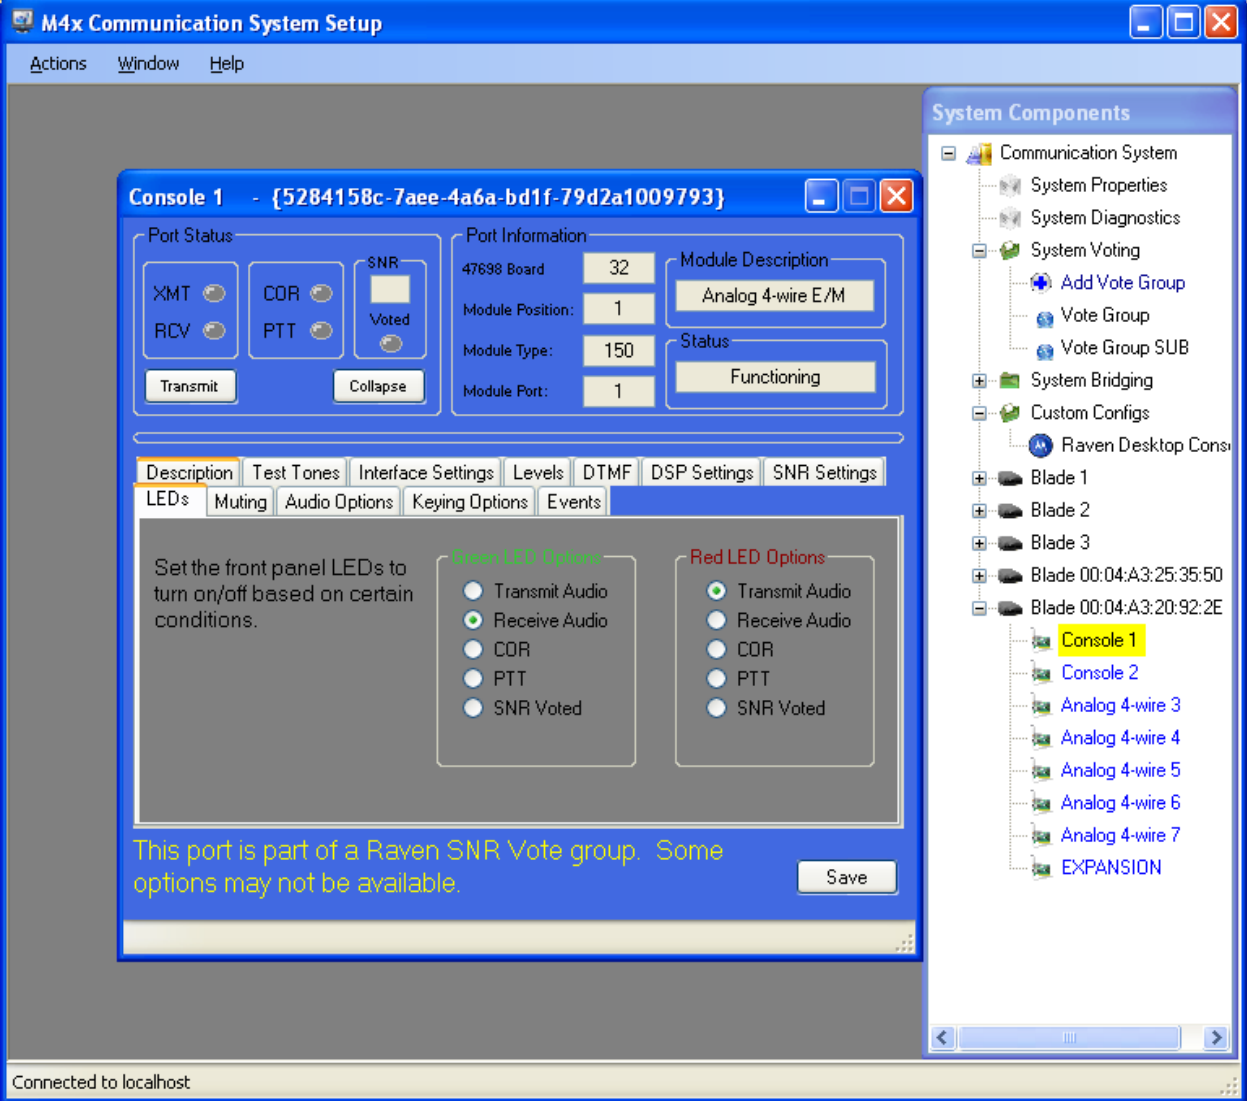 M4x Communication System Setup
Actions Window Help
System Components
Communication System
System Properties
System Diagnostics
System Voting
Add Vote Group
Vote Group
Vote Group SUB
System Bridging
Custom Configs
Raven Desktop Cons
Blade 1
Blade 2
Blade 3
Blade 00:04:A3:25:35:50
Blade 00:04:A3:20:92:2E
Console 1
Console 2
Analog 4-wire 3
Analog 4-wire 4
Analog 4-wire 5
Analog 4-wire 6
Analog 4-wire 7
EXPANSION
Console 1 - {5284158c-7aee-4a6a-bd1f-79d2a1009793}
Port Status
XMT
RCV
COR
PTT
SNR
Voted
Transmit
Collapse
Port Information
47698 Board 32
Module Position: 1
Module Type: 150
Module Port: 1
Module Description
Analog 4-wire E/M
Status
Functioning
Description Test Tones Interface Settings Levels DTMF DSP Settings SNR Settings
LEDs Muting Audio Options Keying Options Events
Set the front panel LEDs to
turn on/off based on certain
conditions.
Green LED Options
Transmit Audio
Receive Audio
COR
PTT
SNR Voted
Red LED Options
Transmit Audio
Receive Audio
COR
PTT
SNR Voted
This port is part of a Raven SNR Vote group. Some
options may not be available.
Save
Connected to localhost